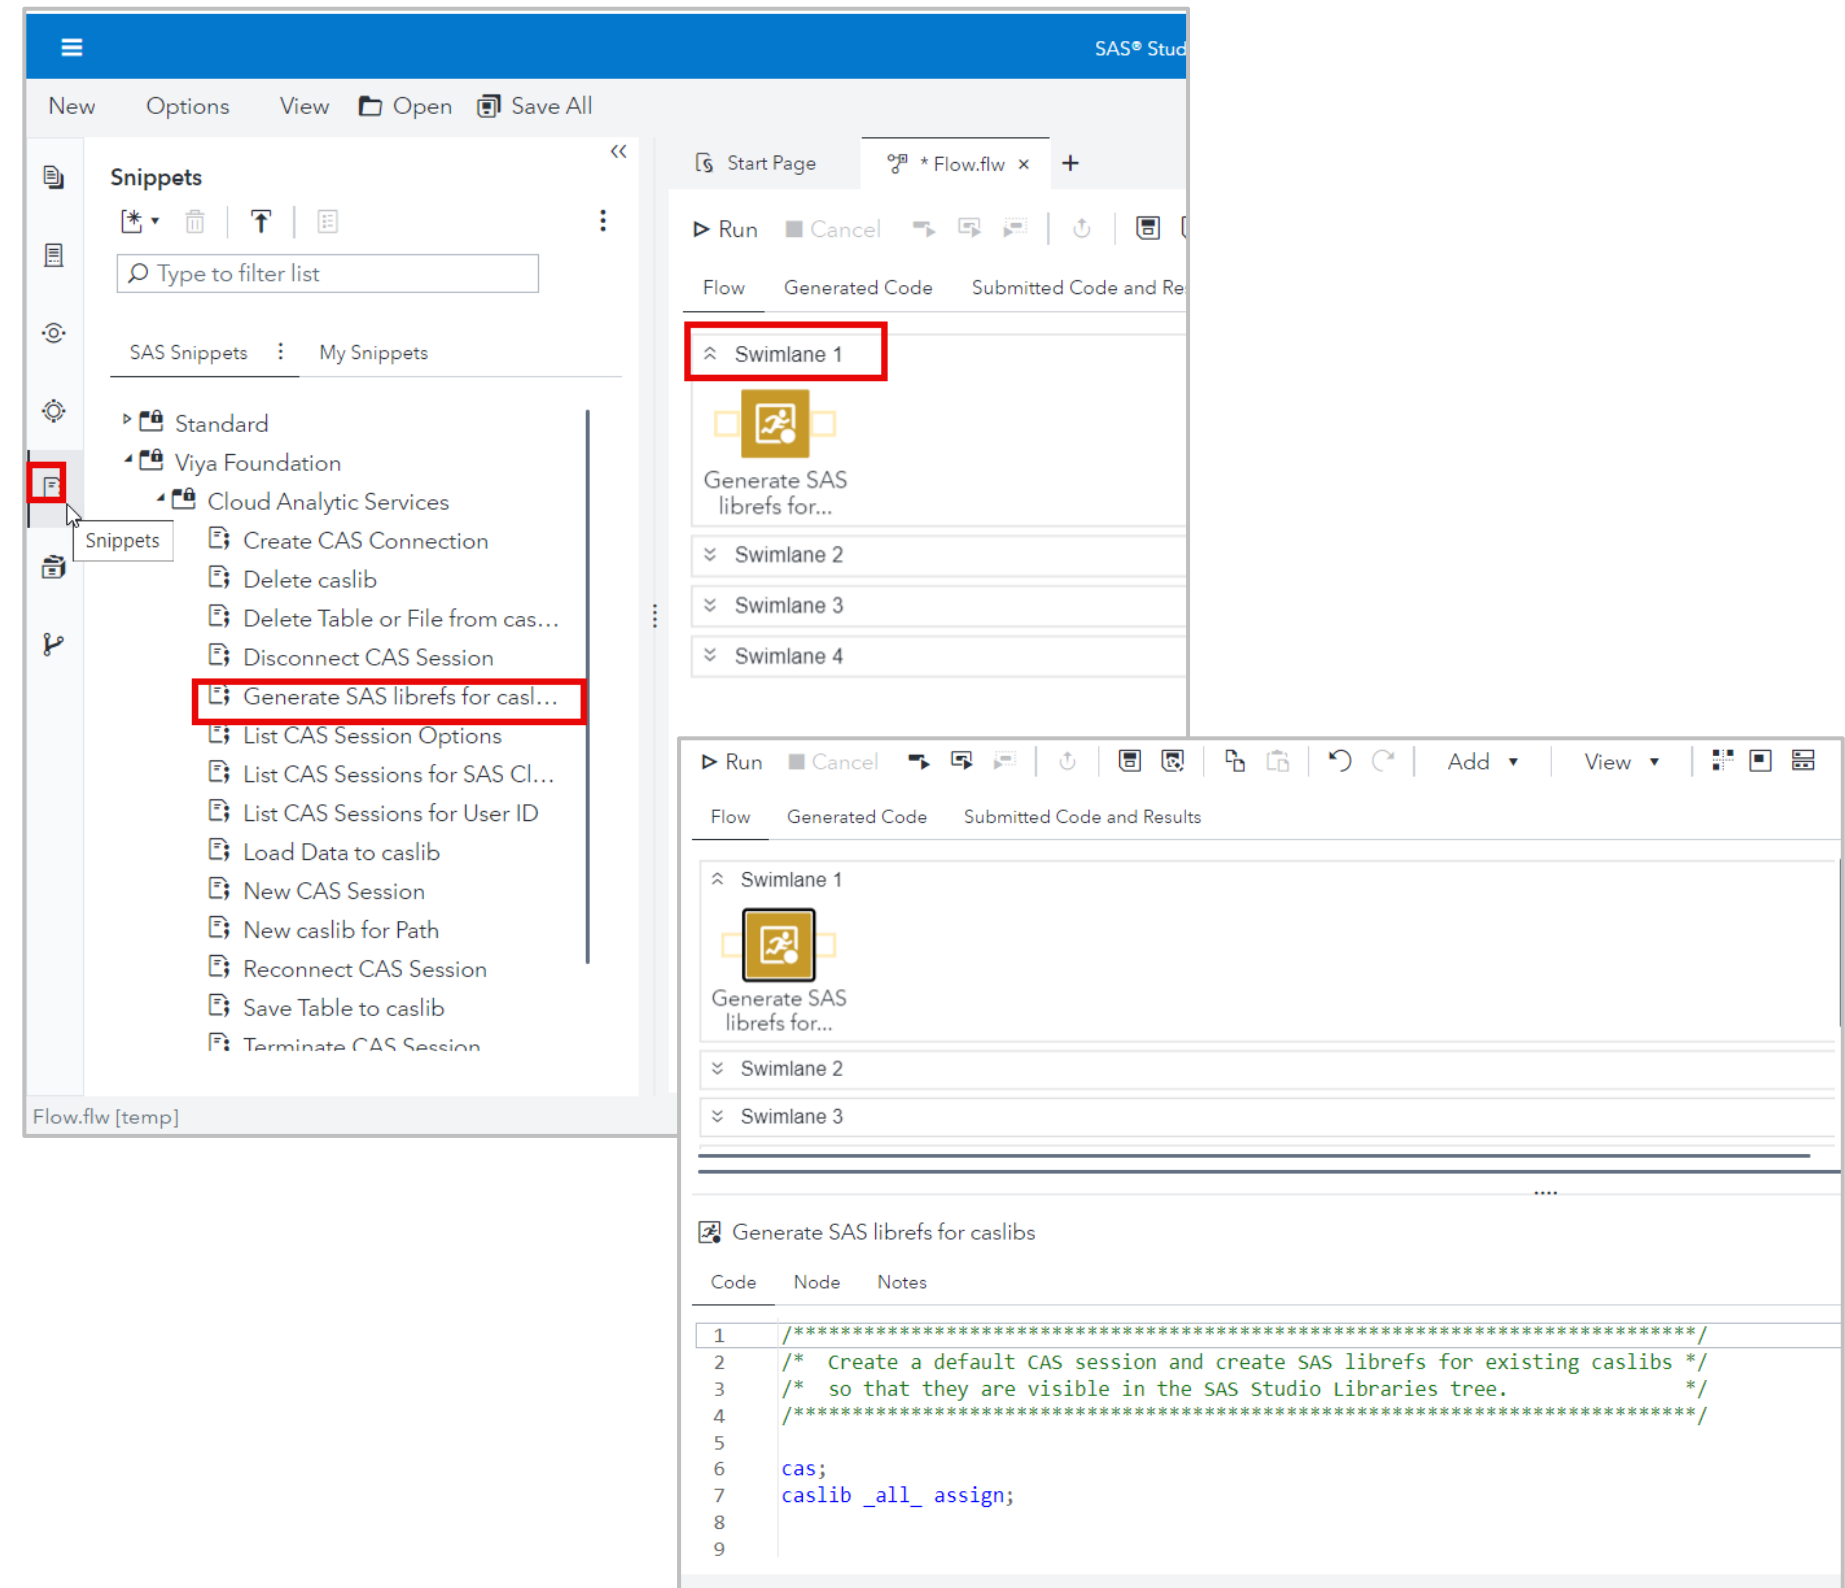 SAS® Stud
New Options View Open Save All
Snippets
Type to filter list
SAS Snippets My Snippets
Standard
Viya Foundation
Cloud Analytic Services
Create CAS Connection
Delete caslib
Delete Table or File from cas...
Disconnect CAS Session
Generate SAS librefs for casl...
List CAS Session Options
List CAS Sessions for SAS Cl...
List CAS Sessions for User ID
Load Data to caslib
New CAS Session
New caslib for Path
Reconnect CAS Session
Save Table to caslib
Terminate CAS Session
Snippets
Flow.flw [temp]
Start Page * Flow.flw × +
Run Cancel
Flow Generated Code Submitted Code and Re
Swimlane 1
Generate SAS
librefs for...
Swimlane 2
Swimlane 3
Swimlane 4
Run Cancel Add View
Flow Generated Code Submitted Code and Results
Swimlane 1
Generate SAS
librefs for...
Swimlane 2
Swimlane 3
Generate SAS librefs for caslibs
Code Node Notes
1 /*****************************************************************************/
2 /* Create a default CAS session and create SAS librefs for existing caslibs */
3 /* so that they are visible in the SAS Studio Libraries tree. */
4 /*****************************************************************************/
5
6 cas;
7 caslib _all_ assign;
8
9